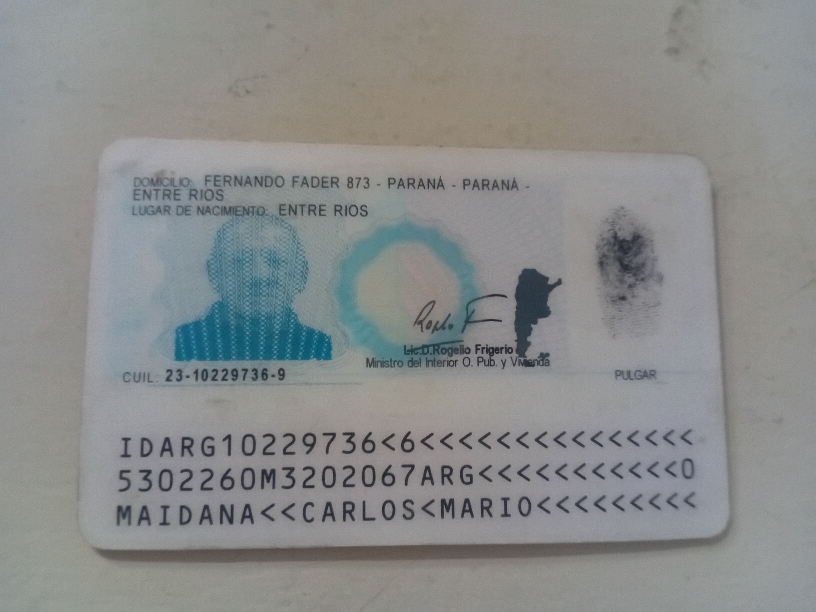 DOMICILIO: FERNANDO FADER 873 - PARANÁ - PARANÁ -
ENTRE RIOS
LUGAR DE NACIMIENTO: ENTRE RIOS
Lic.D.Rogelio Frigerio
Ministro del Interior O. Pub. y Vivienda
CUIL: 23-10229736-9
PULGAR
IDARG10229736<6<<<<<<<<<<<<<<<
5302260M3202067ARG<<<<<<<<<<<0
MAIDANA<<CARLOS<MARIO<<<<<<<<<